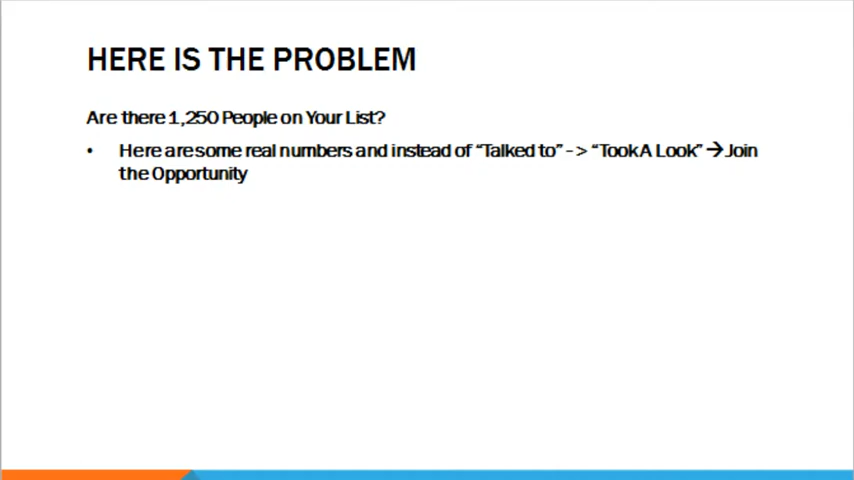 HERE IS THE PROBLEM
Are there 1,250 People on Your List?
• Here are some real numbers and instead of “Talked to” - > “Took A Look” → Join
the Opportunity